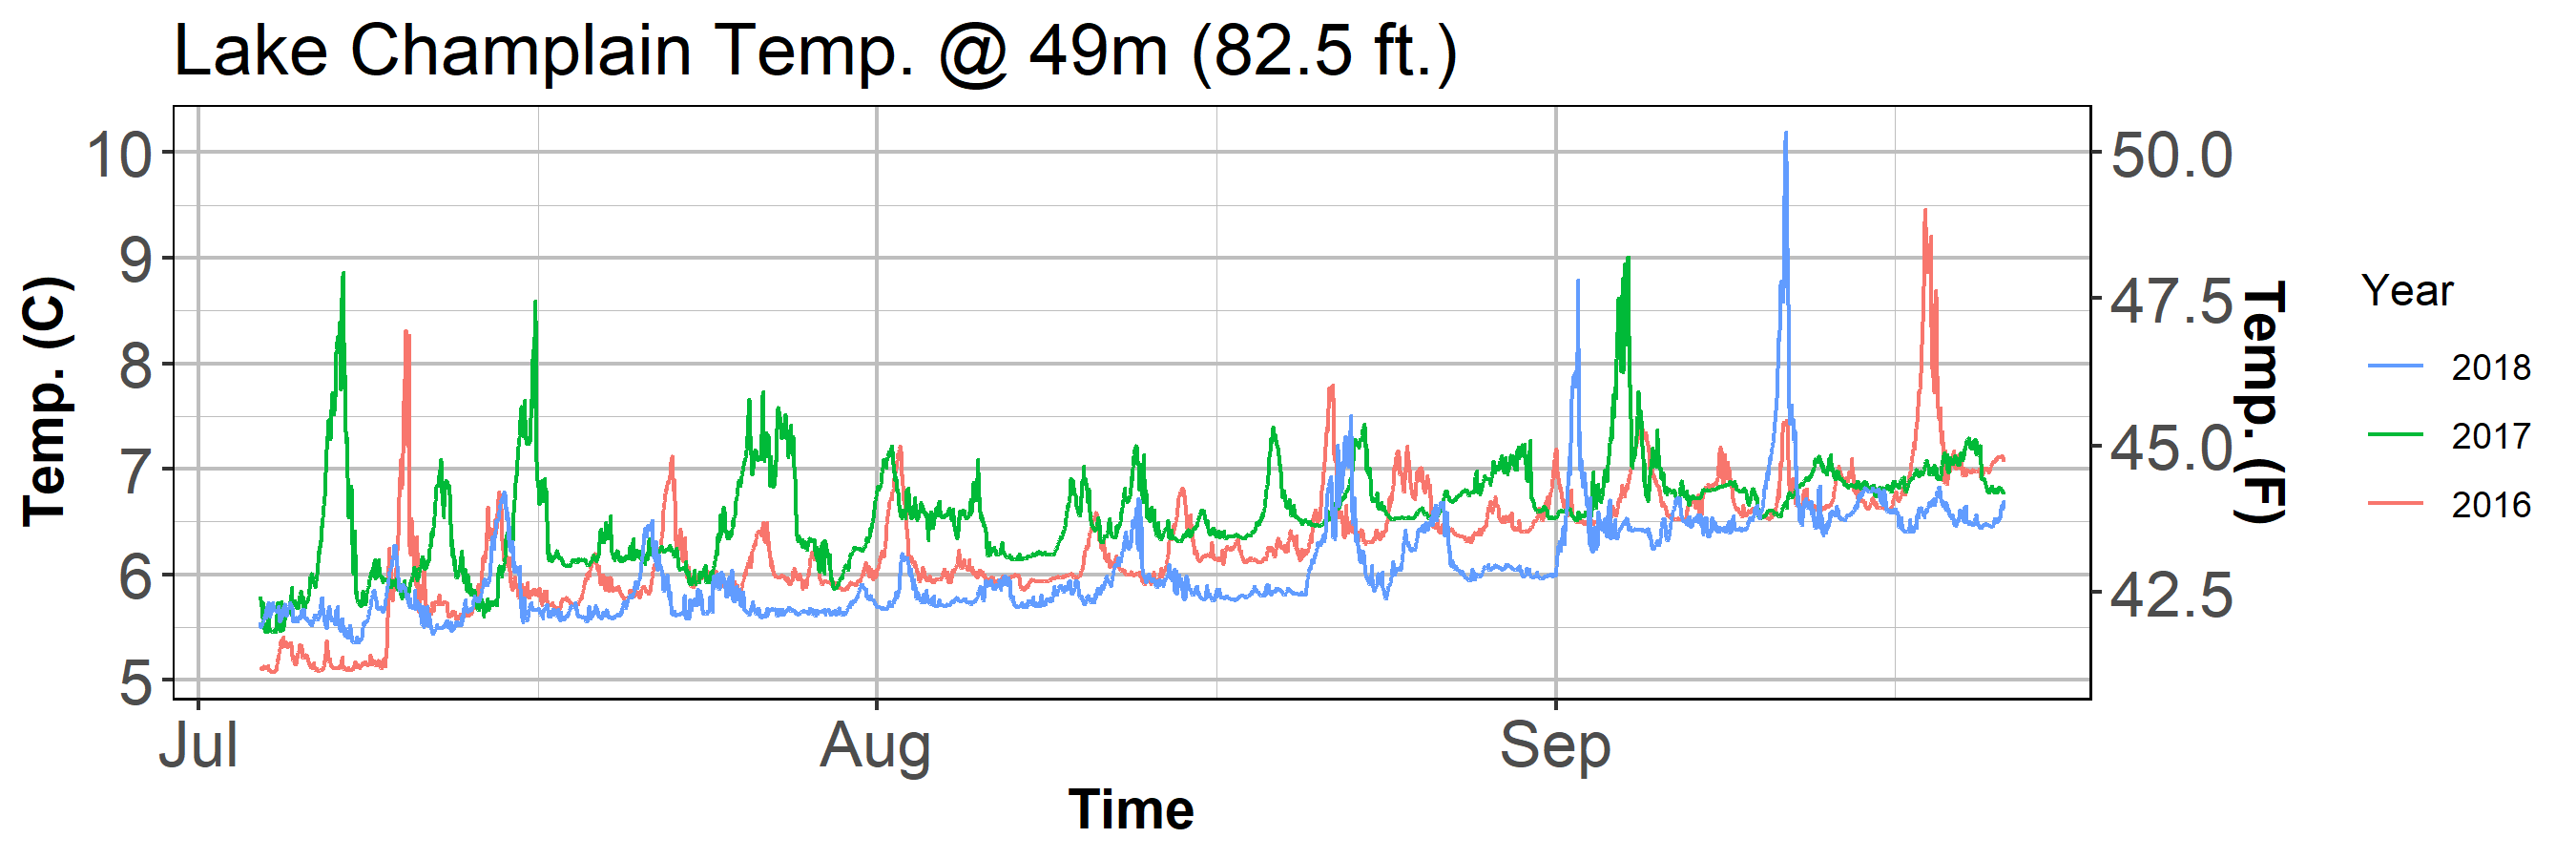 Lake Champlain Temp. @ 49m (82.5 ft.)
Temp. (C)
10
9
8
7
6
5
50.0
47.5
45.0
42.5
Temp. (F)
Jul
Aug
Sep
Time
Year
2018
2017
2016